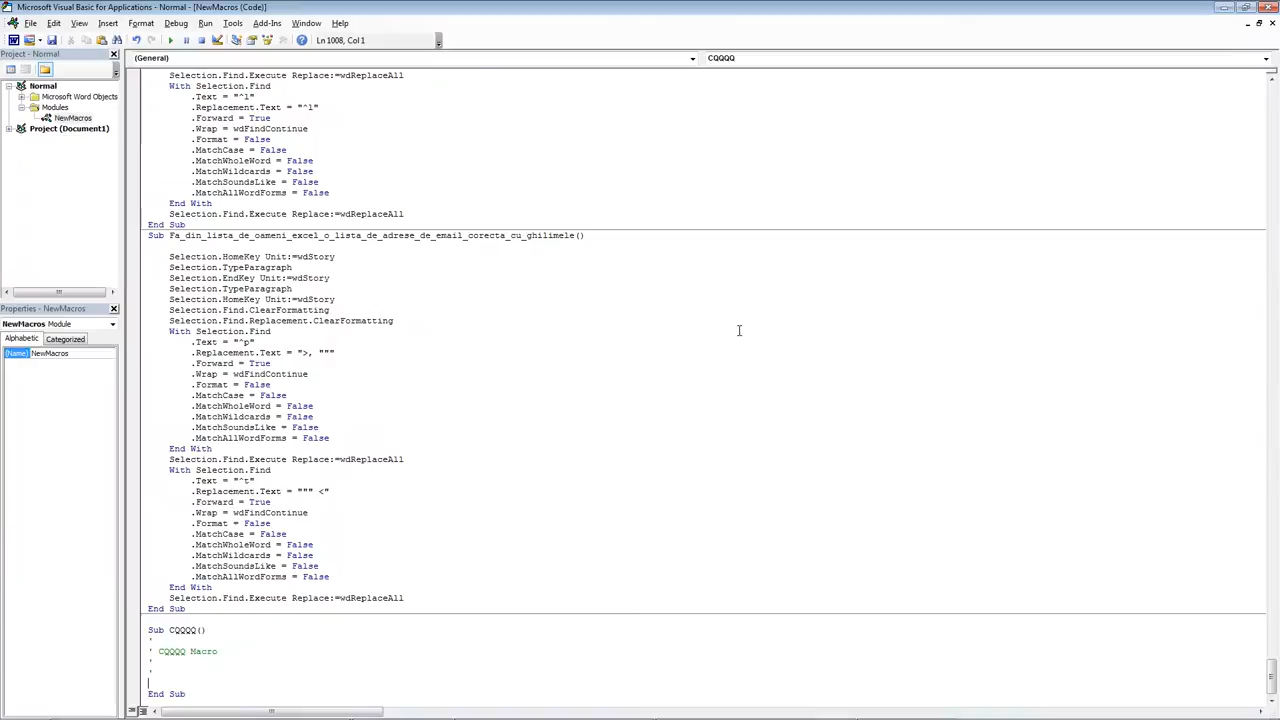 Microsoft Visual Basic for Applications - Normal - [NewMacros (Code)]
File Edit View Insert Format Debug Run Tools Add-Ins Window Help
Ln 1008, Col 1
Project - Normal
Normal
Microsoft Word Objects
Modules
NewMacros
Project (Document1)
Properties - NewMacros
NewMacros Module
Alphabetic Categorized
(Name) NewMacros
(General) CQQQQ
Selection.Find.Execute Replace:=wdReplaceAll
With Selection.Find
.Text = "^l"
.Replacement.Text = "^l"
.Forward = True
.Wrap = wdFindContinue
.Format = False
.MatchCase = False
.MatchWholeWord = False
.MatchWildcards = False
.MatchSoundsLike = False
.MatchAllWordForms = False
End With
Selection.Find.Execute Replace:=wdReplaceAll
End Sub
Sub Fa_din_lista_de_oameni_excel_o_lista_de_adrese_de_email_corecta_cu_ghilimele()
Selection.HomeKey Unit:=wdStory
Selection.TypeParagraph
Selection.EndKey Unit:=wdStory
Selection.TypeParagraph
Selection.HomeKey Unit:=wdStory
Selection.Find.ClearFormatting
Selection.Find.Replacement.ClearFormatting
With Selection.Find
.Text = "^p"
.Replacement.Text = ">, """
.Forward = True
.Wrap = wdFindContinue
.Format = False
.MatchCase = False
.MatchWholeWord = False
.MatchWildcards = False
.MatchSoundsLike = False
.MatchAllWordForms = False
End With
Selection.Find.Execute Replace:=wdReplaceAll
With Selection.Find
.Text = "^t"
.Replacement.Text = """ <"
.Forward = True
.Wrap = wdFindContinue
.Format = False
.MatchCase = False
.MatchWholeWord = False
.MatchWildcards = False
.MatchSoundsLike = False
.MatchAllWordForms = False
End With
Selection.Find.Execute Replace:=wdReplaceAll
End Sub
Sub CQQQQ()
'
' CQQQQ Macro
'
'
End Sub